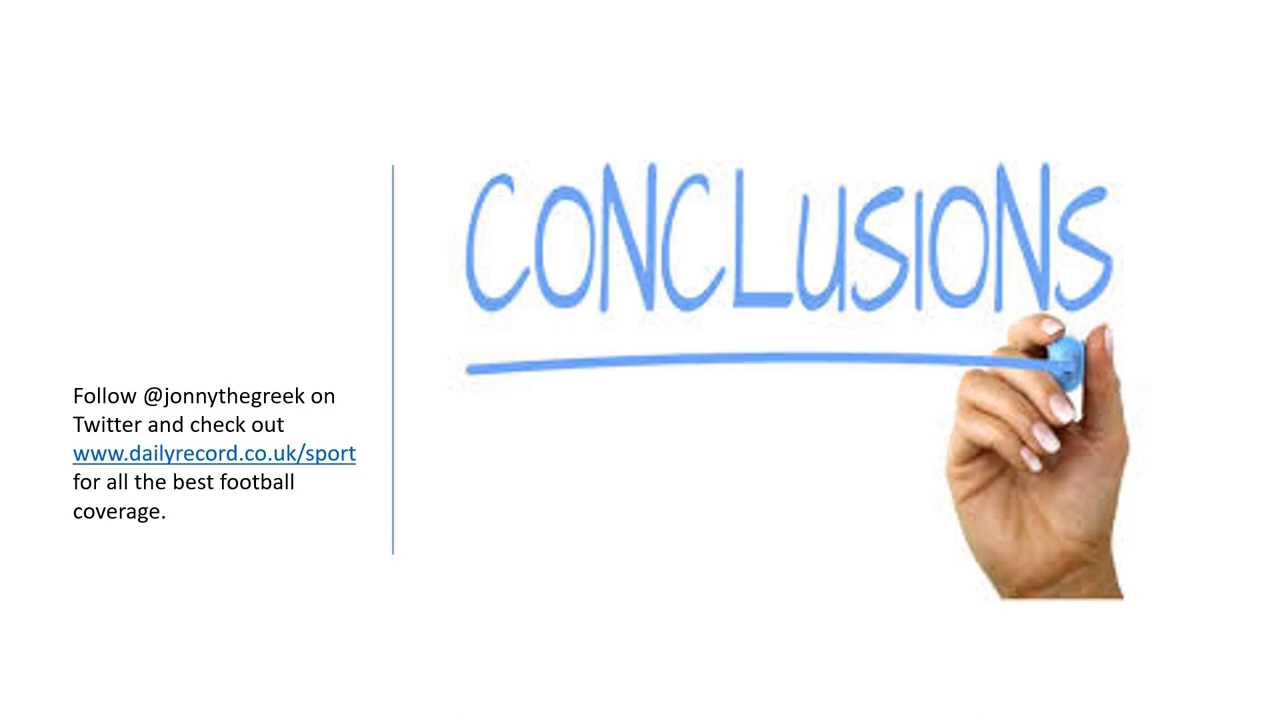 Follow @jonnythegreek on
Twitter and check out
www.dailyrecord.co.uk/sport
for all the best football
coverage.
CONCLUSIONS